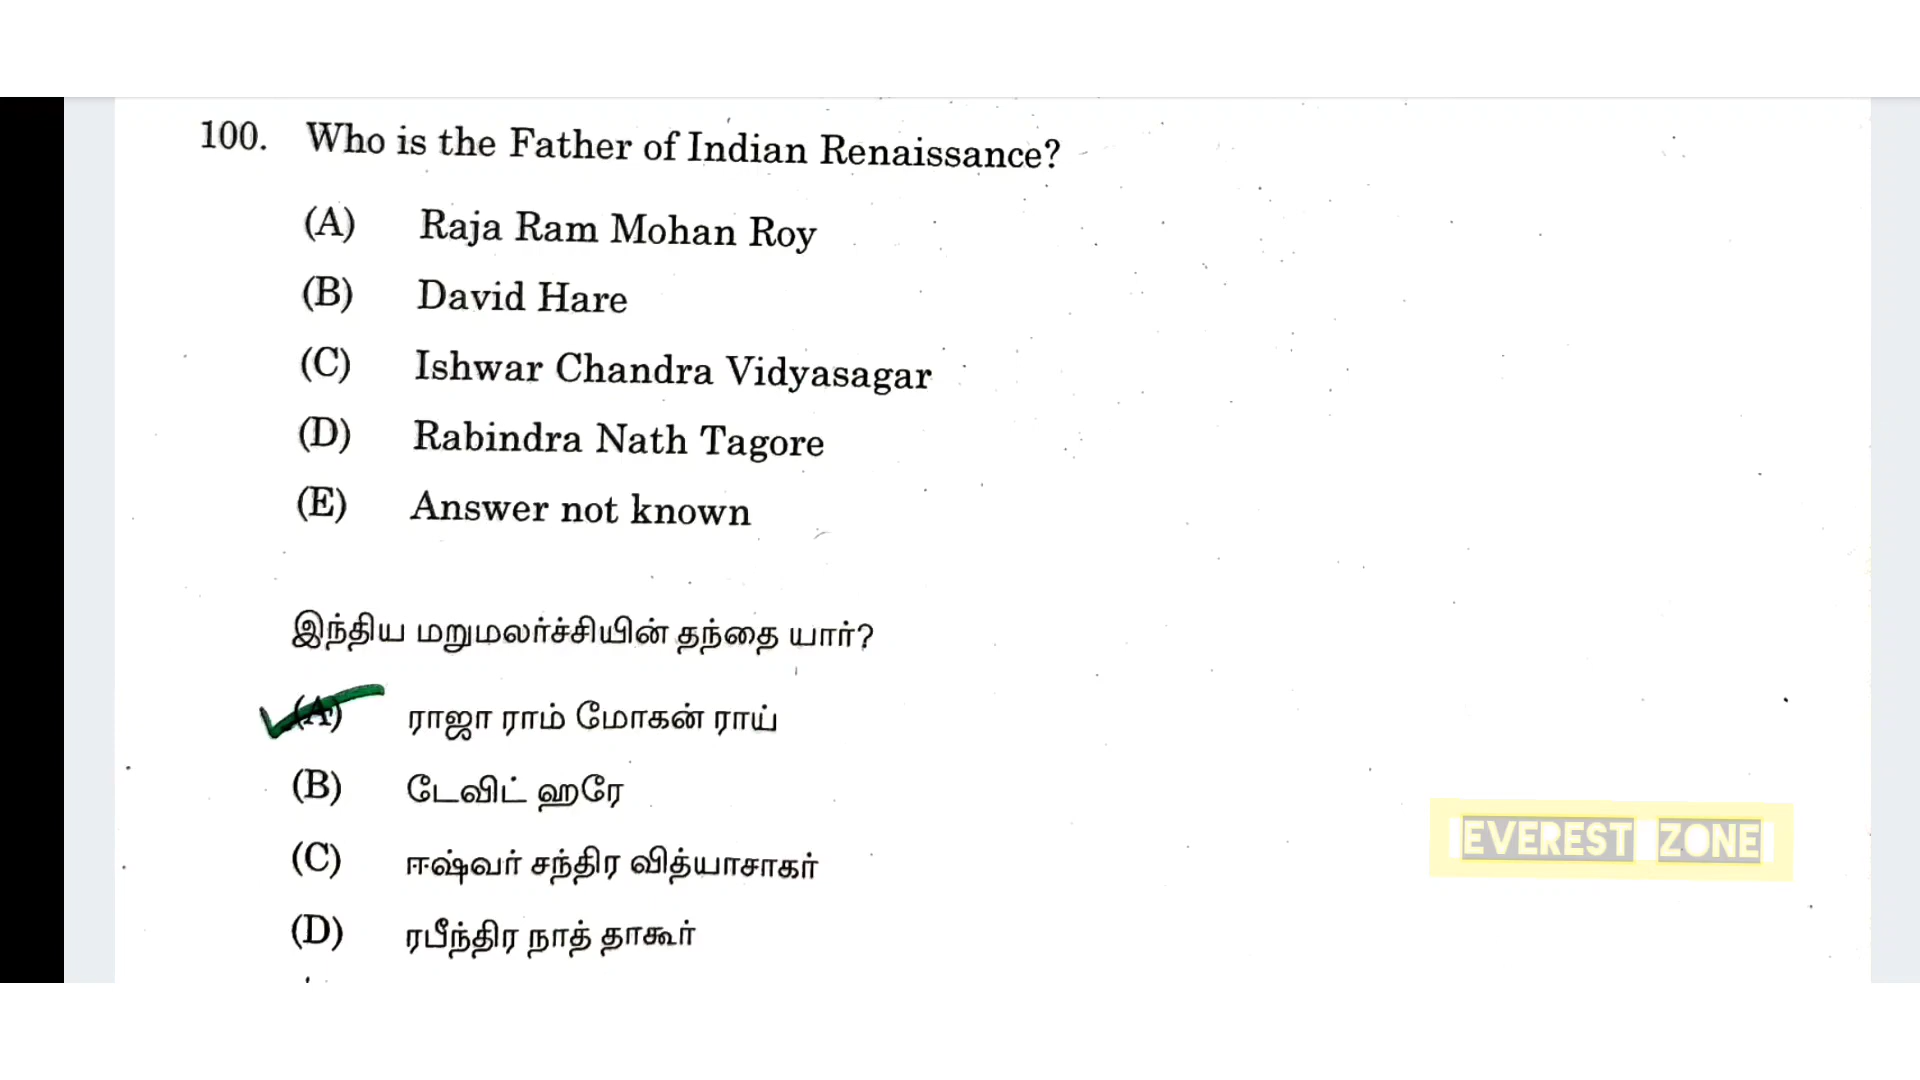 100. Who is the Father of Indian Renaissance?
(A) Raja Ram Mohan Roy
(B) David Hare
(C) Ishwar Chandra Vidyasagar
(D) Rabindra Nath Tagore
(E) Answer not known
இந்திய மறுமலர்ச்சியின் தந்தை யார்?
(A) ராஜா ராம் மோகன் ராய்
(B) டேவிட் ஹரே
(C) ஈஷ்வர் சந்திர வித்யாசாகர்
(D) ரபீந்திர நாத் தாகூர்
EVEREST ZONE